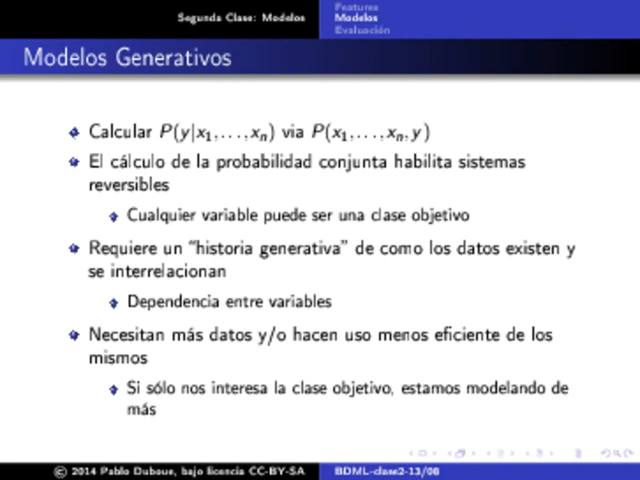 Segunda Clase: Modelos
Features
Modelos
Evaluación
Modelos Generativos
Calcular P(y|x₁,...,xₙ) via P(x₁,...,xₙ,y)
El cálculo de la probabilidad conjunta habilita sistemas
reversibles
Cualquier variable puede ser una clase objetivo
Requiere un “historia generativa” de como los datos existen y
se interrelacionan
Dependencia entre variables
Necesitan más datos y/o hacen uso menos eficiente de los
mismos
Si sólo nos interesa la clase objetivo, estamos modelando de
más
© 2014 Pablo Duboue, bajo licencia CC-BY-SA
BDML-clase2-13/08